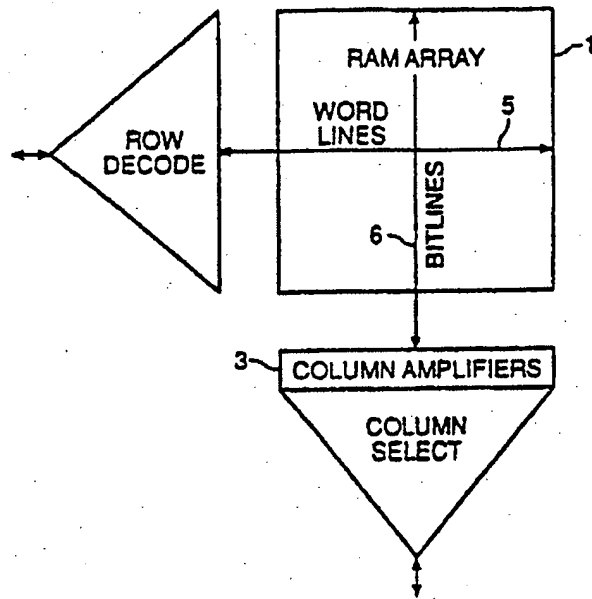 RAM ARRAY
1
WORD
LINES
5
ROW
DECODE
6
BITLINES
3
COLUMN AMPLIFIERS
COLUMN
SELECT